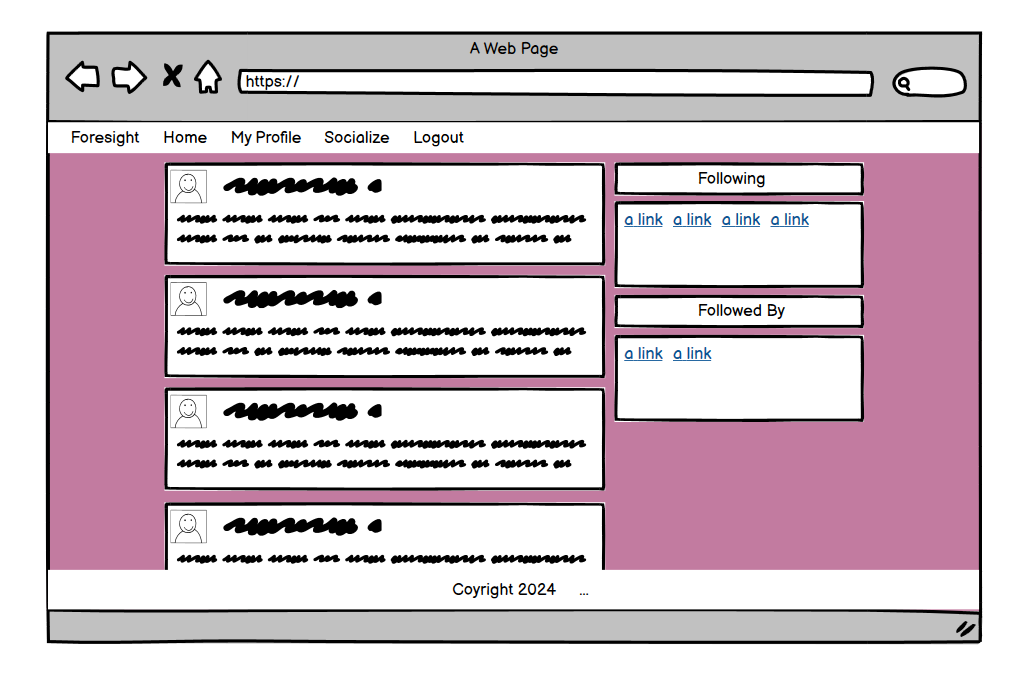 A Web Page
https://
Foresight Home My Profile Socialize Logout
Following
a link a link a link a link
Followed By
a link a link
Coyright 2024 ...